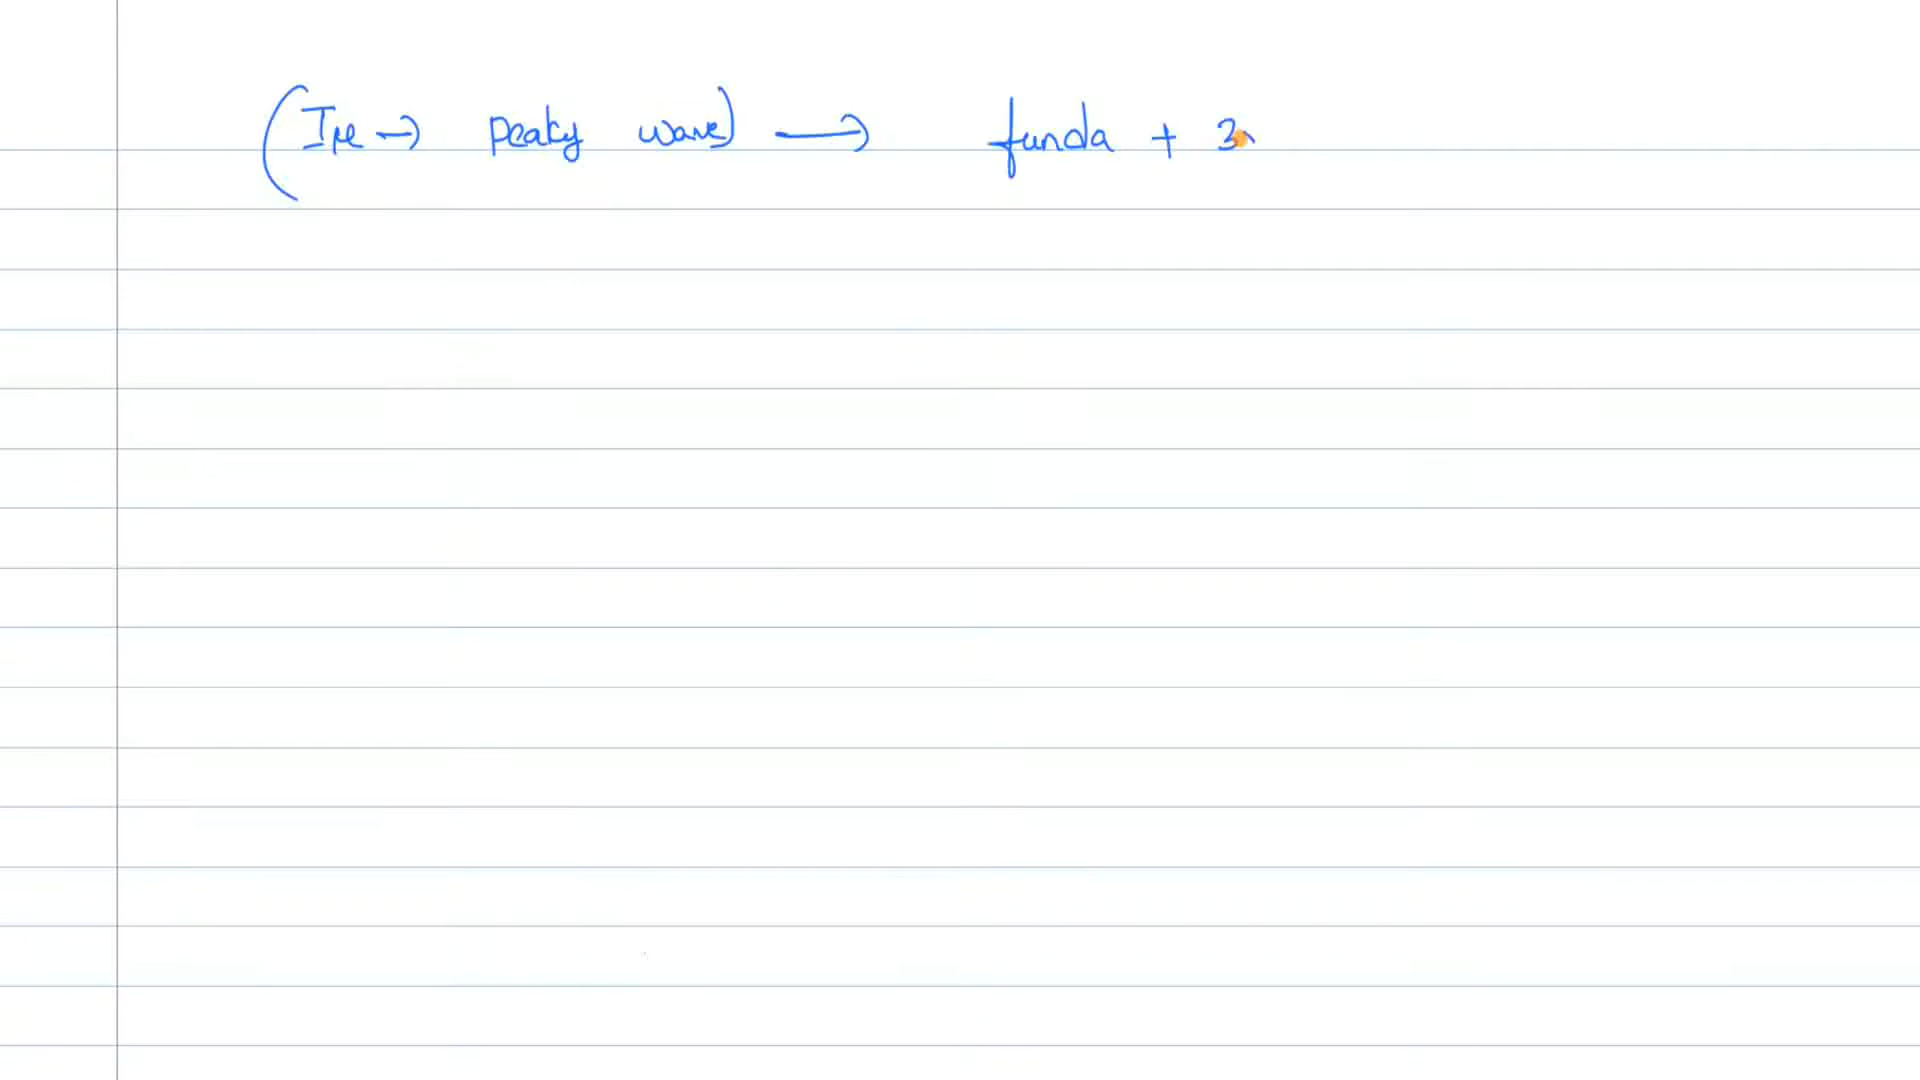 (Iμ → peaky wave) → funda + 3